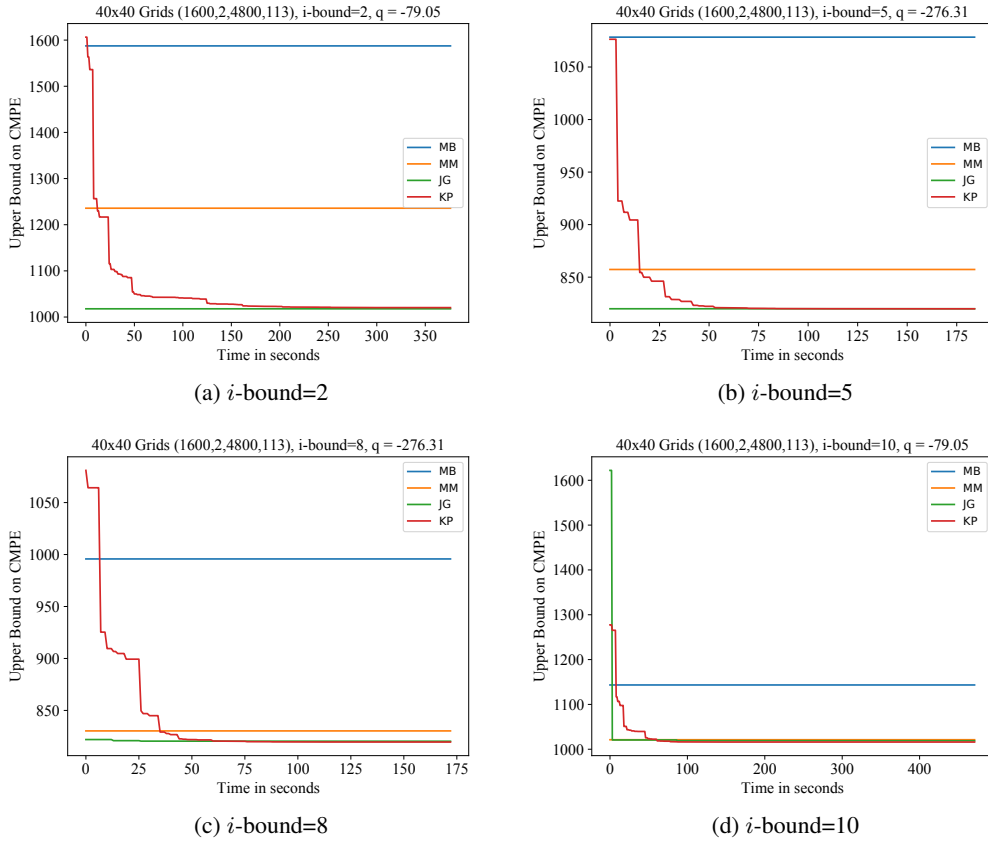 40x40 Grids (1600,2,4800,113), i-bound=2, q = -79.05
1600
1500
1400
1300
1200
1100
1000
Upper Bound on CMPE
MB
MM
JG
KP
0 50 100 150 200 250 300 350
Time in seconds
(a) i-bound=2
40x40 Grids (1600,2,4800,113), i-bound=5, q = -276.31
1050
1000
950
900
850
Upper Bound on CMPE
MB
MM
JG
KP
0 25 50 75 100 125 150 175
Time in seconds
(b) i-bound=5
40x40 Grids (1600,2,4800,113), i-bound=8, q = -276.31
1050
1000
950
900
850
Upper Bound on CMPE
MB
MM
JG
KP
0 25 50 75 100 125 150 175
Time in seconds
(c) i-bound=8
40x40 Grids (1600,2,4800,113), i-bound=10, q = -79.05
1600
1500
1400
1300
1200
1100
1000
Upper Bound on CMPE
MB
MM
JG
KP
0 100 200 300 400
Time in seconds
(d) i-bound=10